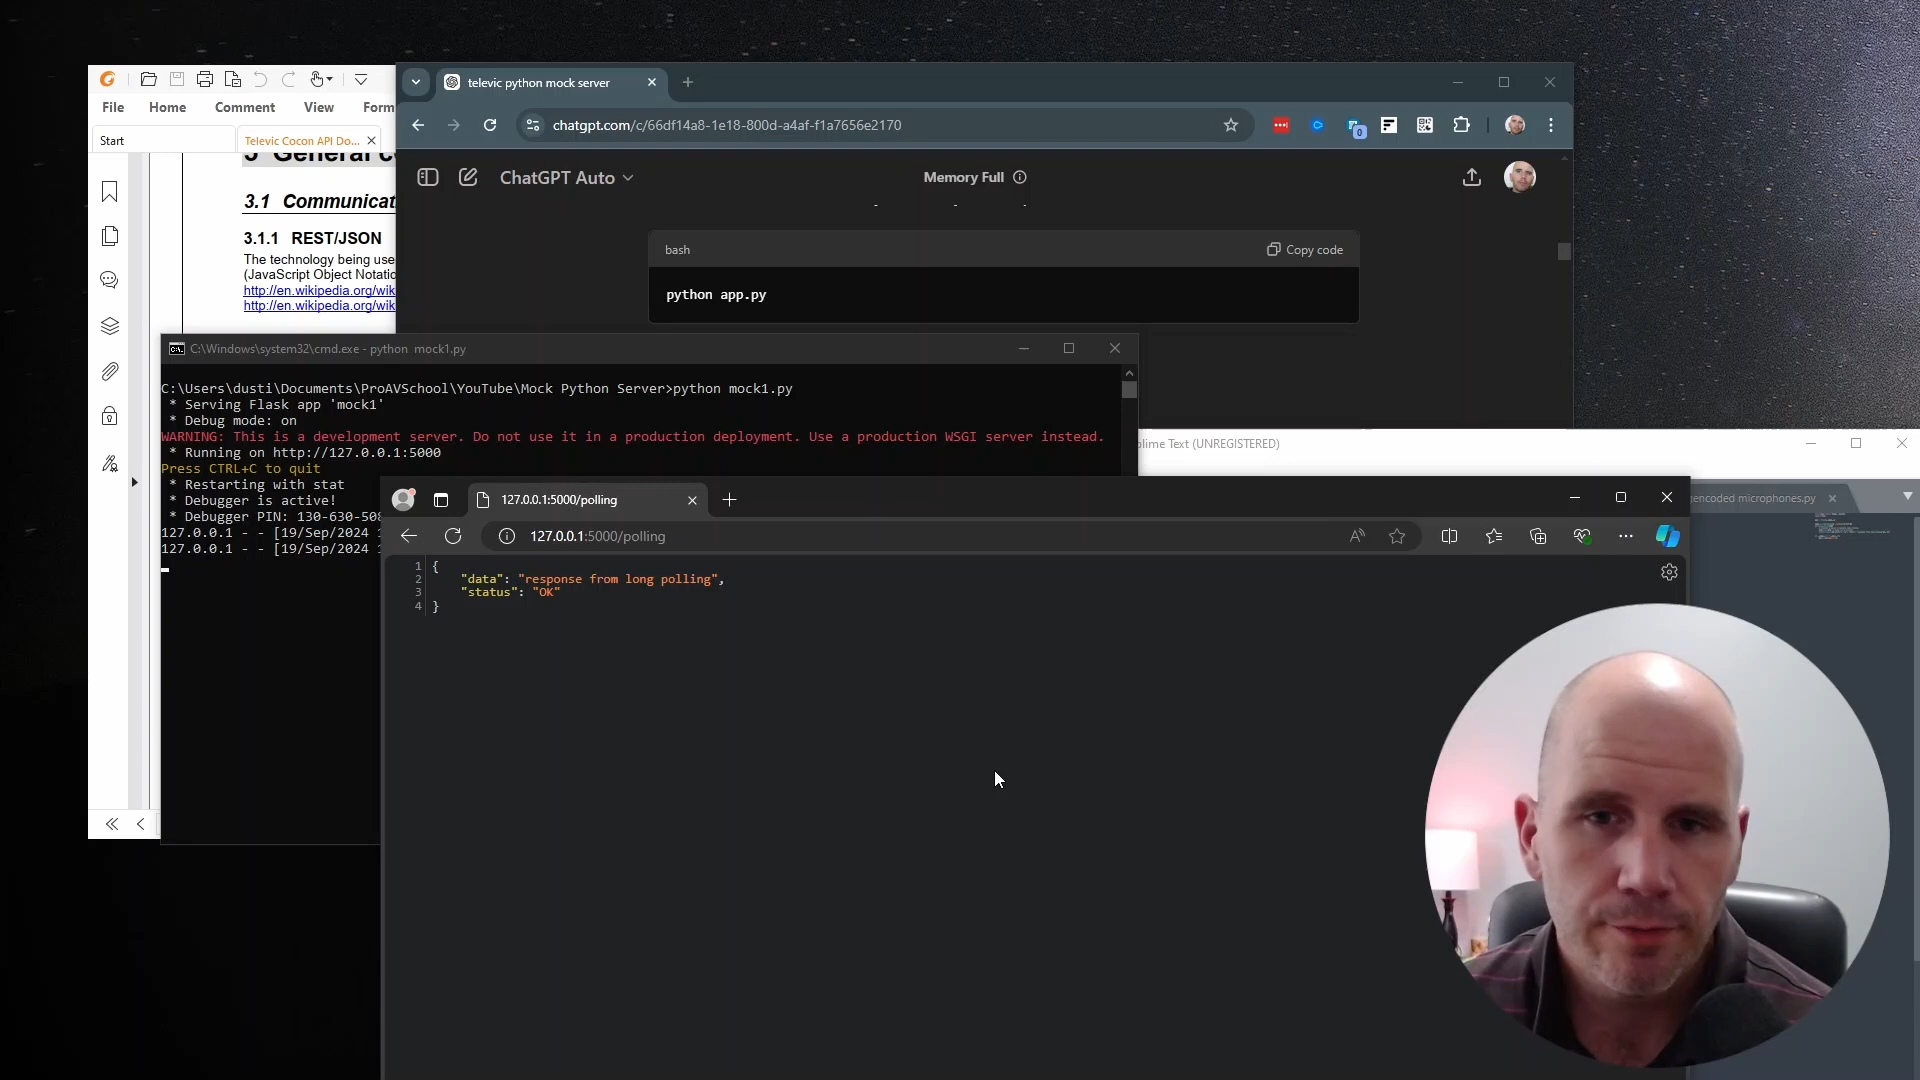 File Home Comment View Form
Start
Televic Cocon API Do...
3.1 Communicat
3.1.1 REST/JSON
The technology being use
(JavaScript Object Notatio
http://en.wikipedia.org/wik
http://en.wikipedia.org/wik
televic python mock server
chatgpt.com/c/66df14a8-1e18-800d-a4af-f1a7656e2170
0
ChatGPT Auto
Memory Full
bash
Copy code
python app.py
C:\Windows\system32\cmd.exe - python mock1.py
C:\Users\dusti\Documents\ProAVSchool\YouTube\Mock Python Server>python mock1.py
* Serving Flask app 'mock1'
* Debug mode: on
WARNING: This is a development server. Do not use it in a production deployment. Use a production WSGI server instead.
* Running on http://127.0.0.1:5000
Press CTRL+C to quit
* Restarting with stat
* Debugger is active!
* Debugger PIN: 130-630-508
127.0.0.1 - - [19/Sep/2024 1
127.0.0.1 - - [19/Sep/2024 1
lime Text (UNREGISTERED)
encoded microphones.py
127.0.0.1:5000/polling
127.0.0.1:5000/polling
1 {
2 "data": "response from long polling",
3 "status": "OK"
4 }